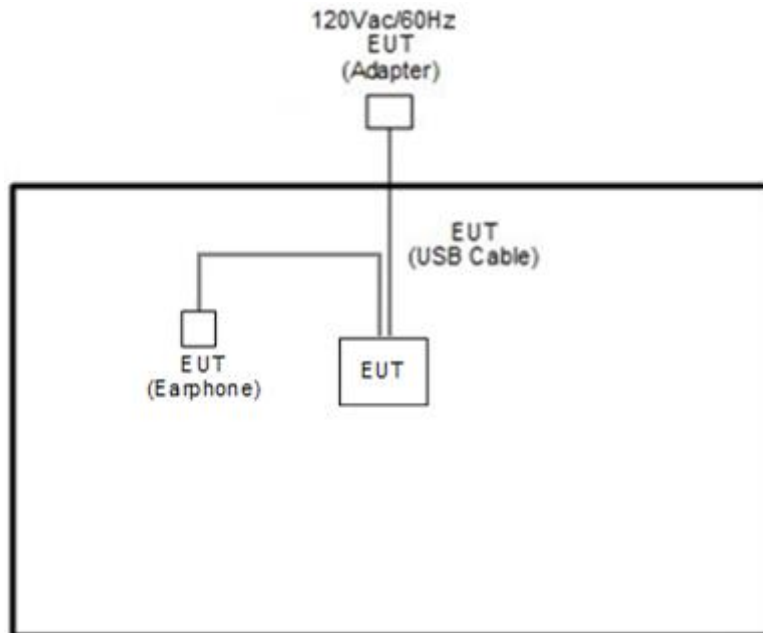 120Vac/60Hz
EUT
(Adapter)
EUT
(USB Cable)
EUT
(Earphone)
EUT